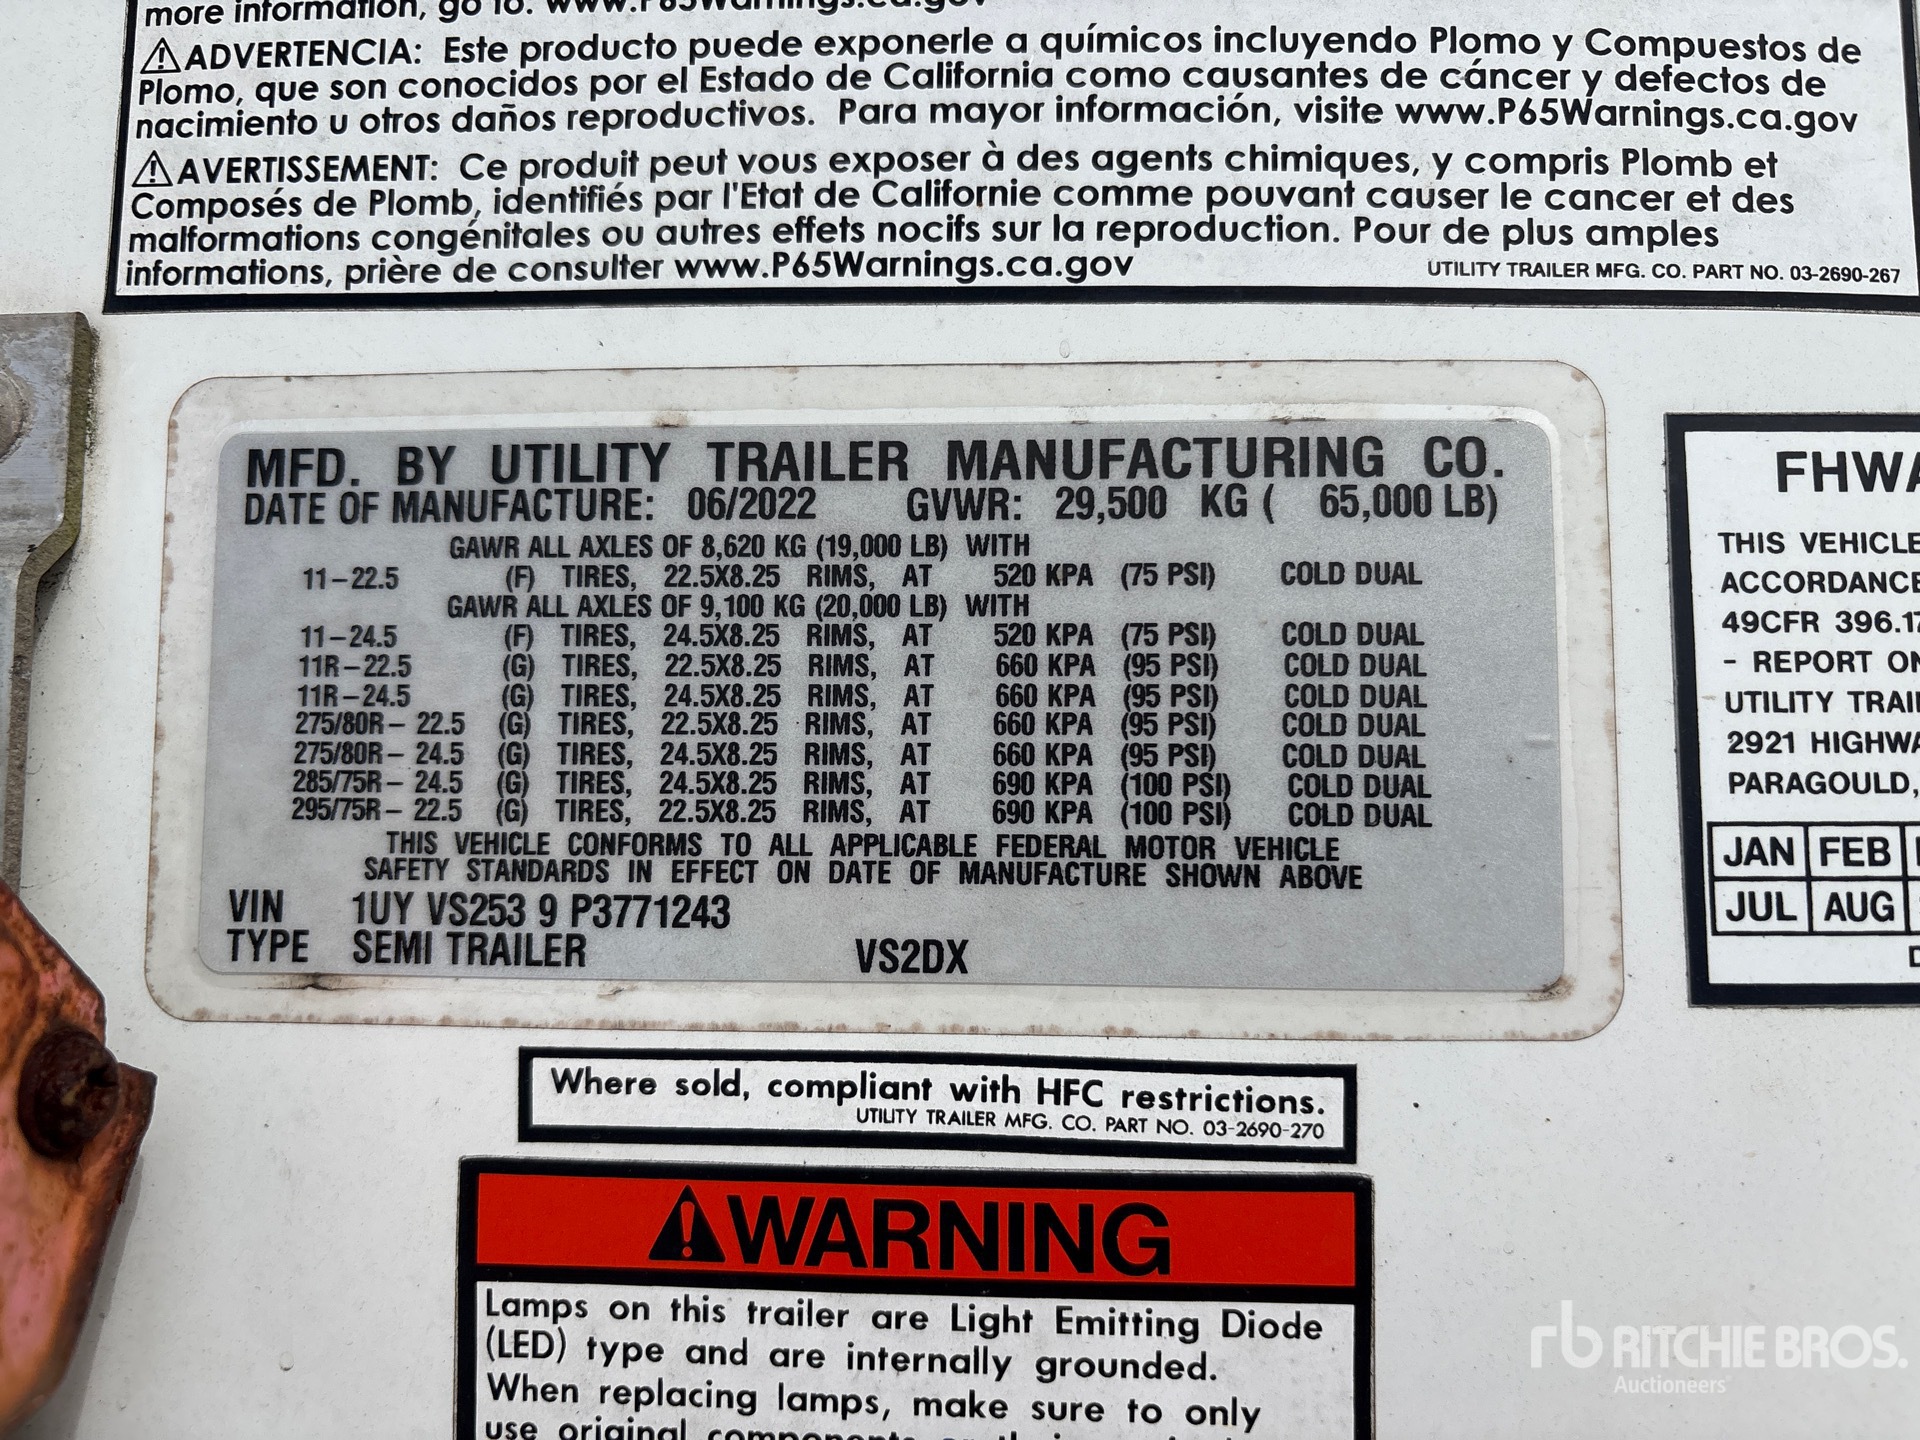 more information, go to: www.P65Warnings.ca.gov
⚠ADVERTENCIA: Este producto puede exponerle a químicos incluyendo Plomo y Compuestos de
Plomo, que son conocidos por el Estado de California como causantes de cáncer y defectos de
nacimiento u otros daños reproductivos. Para mayor información, visite www.P65Warnings.ca.gov
⚠AVERTISSEMENT: Ce produit peut vous exposer à des agents chimiques, y compris Plomb et
Composés de Plomb, identifiés par l'Etat de Californie comme pouvant causer le cancer et des
malformations congénitales ou autres effets nocifs sur la reproduction. Pour de plus amples
informations, prière de consulter www.P65Warnings.ca.gov
UTILITY TRAILER MFG. CO. PART NO. 03-2690-267
MFD. BY UTILITY TRAILER MANUFACTURING CO.
DATE OF MANUFACTURE: 06/2022 GVWR: 29,500 KG ( 65,000 LB)
GAWR ALL AXLES OF 8,620 KG (19,000 LB) WITH
11-22.5 (F) TIRES, 22.5X8.25 RIMS, AT 520 KPA (75 PSI) COLD DUAL
GAWR ALL AXLES OF 9,100 KG (20,000 LB) WITH
11-24.5 (F) TIRES, 24.5X8.25 RIMS, AT 520 KPA (75 PSI) COLD DUAL
11R-22.5 (G) TIRES, 22.5X8.25 RIMS, AT 660 KPA (95 PSI) COLD DUAL
11R-24.5 (G) TIRES, 24.5X8.25 RIMS, AT 660 KPA (95 PSI) COLD DUAL
275/80R- 22.5 (G) TIRES, 22.5X8.25 RIMS, AT 660 KPA (95 PSI) COLD DUAL
275/80R- 24.5 (G) TIRES, 24.5X8.25 RIMS, AT 660 KPA (95 PSI) COLD DUAL
285/75R- 24.5 (G) TIRES, 24.5X8.25 RIMS, AT 690 KPA (100 PSI) COLD DUAL
295/75R- 22.5 (G) TIRES, 22.5X8.25 RIMS, AT 690 KPA (100 PSI) COLD DUAL
THIS VEHICLE CONFORMS TO ALL APPLICABLE FEDERAL MOTOR VEHICLE
SAFETY STANDARDS IN EFFECT ON DATE OF MANUFACTURE SHOWN ABOVE
VIN 1UY VS253 9 P3771243
TYPE SEMI TRAILER VS2DX
FHWA
THIS VEHICLE
ACCORDANCE
49CFR 396.17
- REPORT ON
UTILITY TRAIL
2921 HIGHWA
PARAGOULD,
JAN FEB
JUL AUG
Where sold, compliant with HFC restrictions.
UTILITY TRAILER MFG. CO. PART NO. 03-2690-270
⚠WARNING
Lamps on this trailer are Light Emitting Diode
(LED) type and are internally grounded.
When replacing lamps, make sure to only
use original components
rb RITCHIE BROS.
Auctioneers